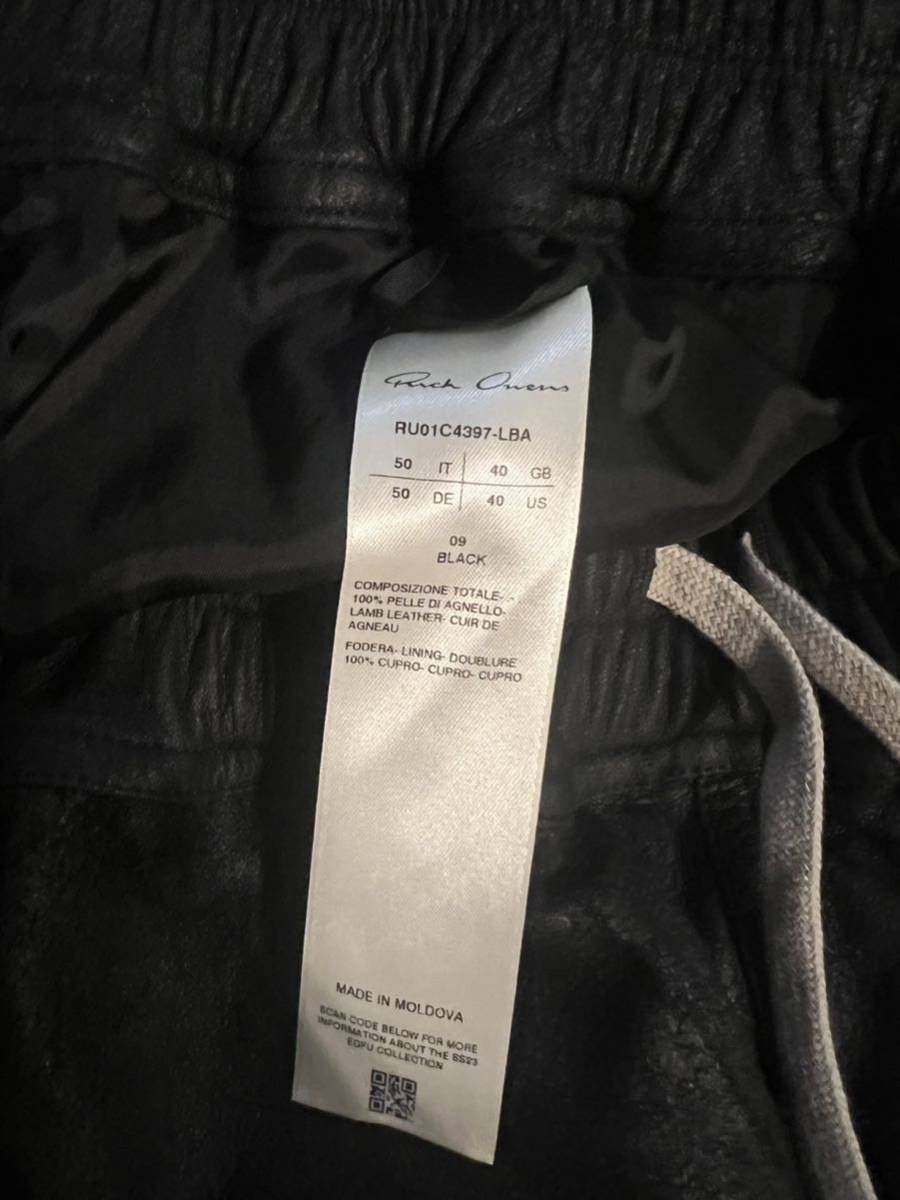 Rick Owens
RU01C4397-LBA
50 IT 40 GB
50 DE 40 US
09
BLACK
COMPOSIZIONE TOTALE- -
100% PELLE DI AGNELLO-
LAMB LEATHER- CUIR DE
AGNEAU
FODERA- LINING- DOUBLURE
100% CUPRO- CUPRO- CUPRO
MADE IN MOLDOVA
SCAN CODE BELOW FOR MORE
INFORMATION ABOUT THE SS23
EDFU COLLECTION